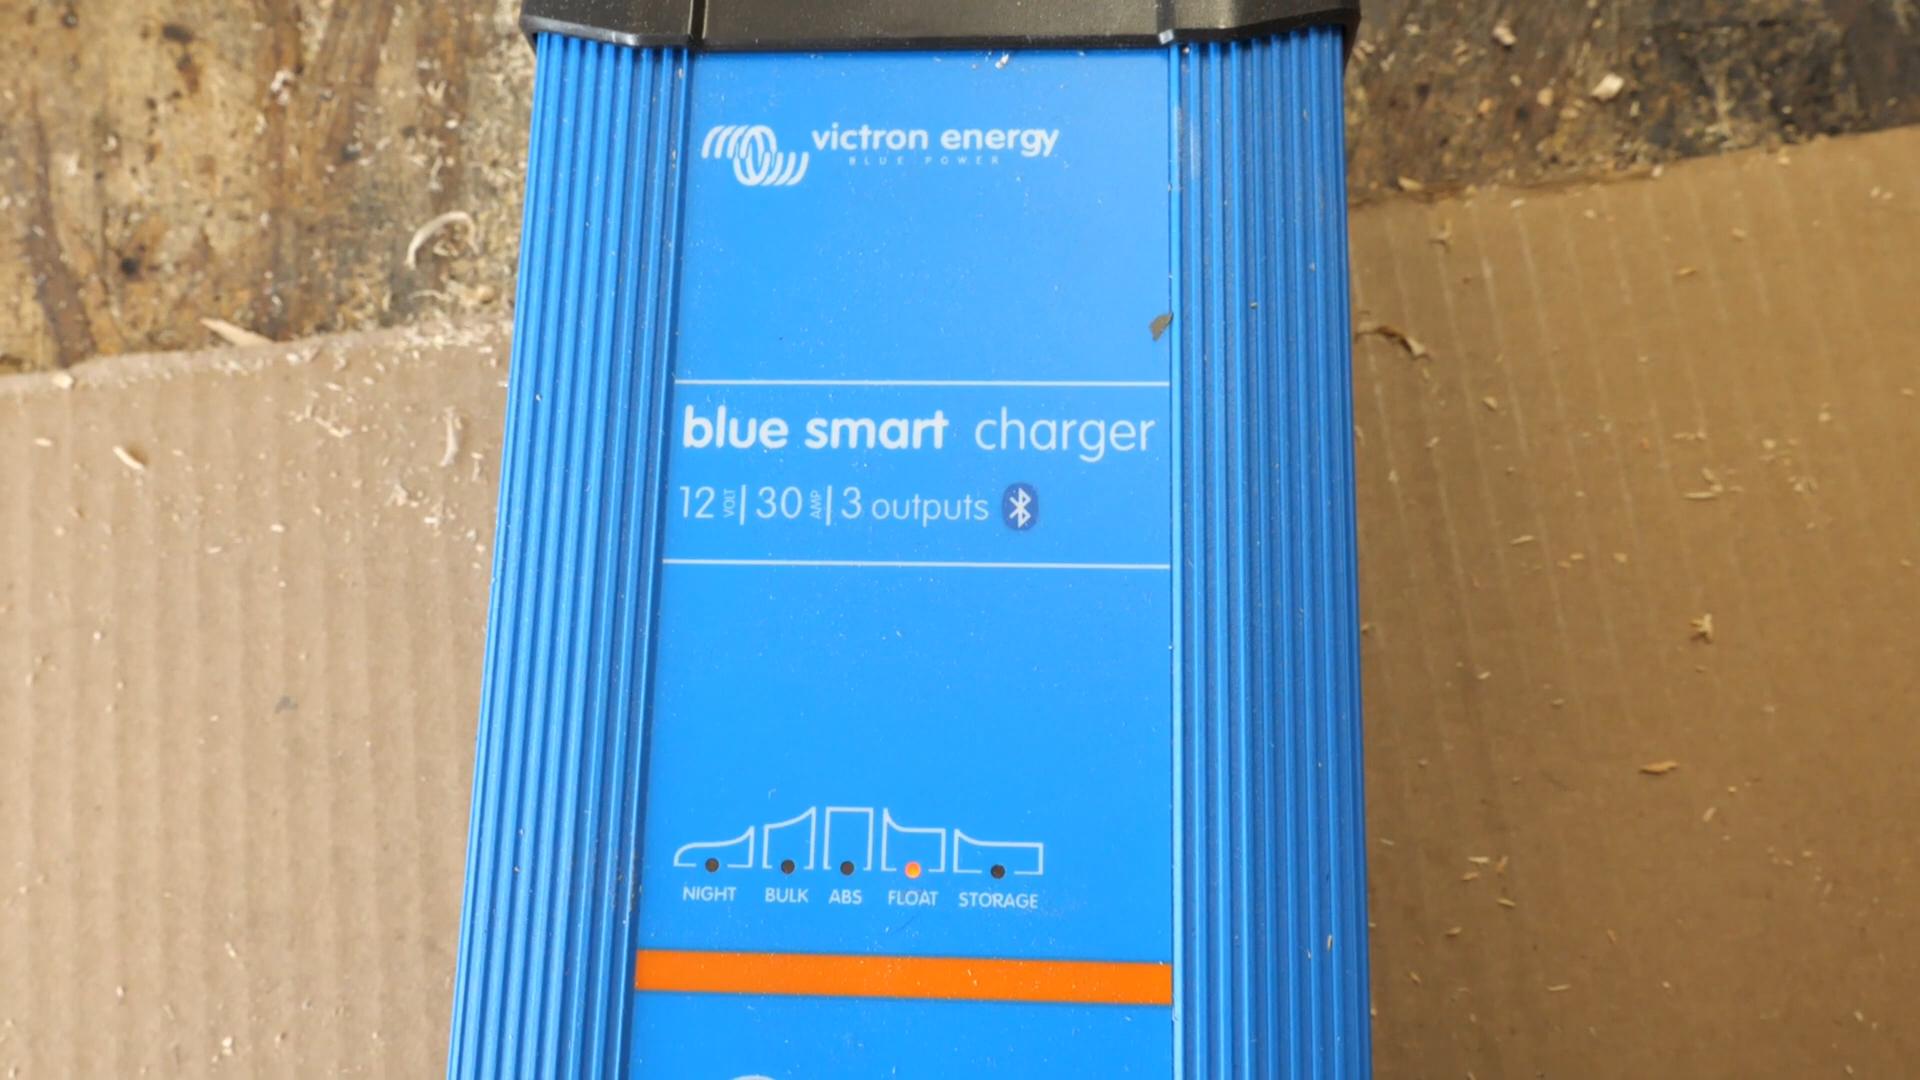 victron energy
BLUE POWER
blue smart charger
12 VOLT | 30 AMP | 3 outputs
NIGHT BULK ABS FLOAT STORAGE